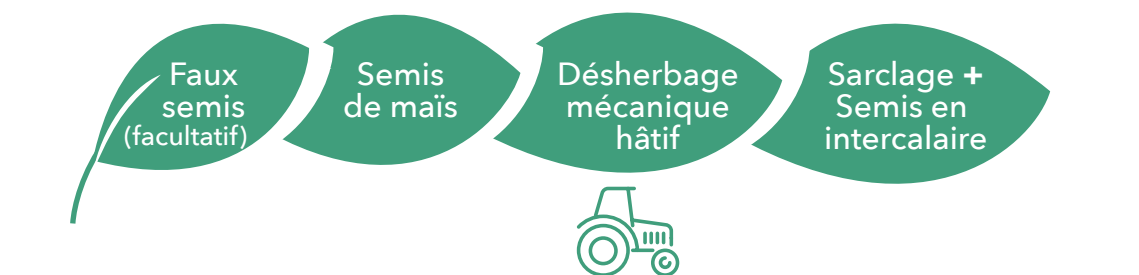 Faux
semis
(facultatif)
Semis
de maïs
Désherbage
mécanique
hâtif
Sarclage +
Semis en
intercalaire